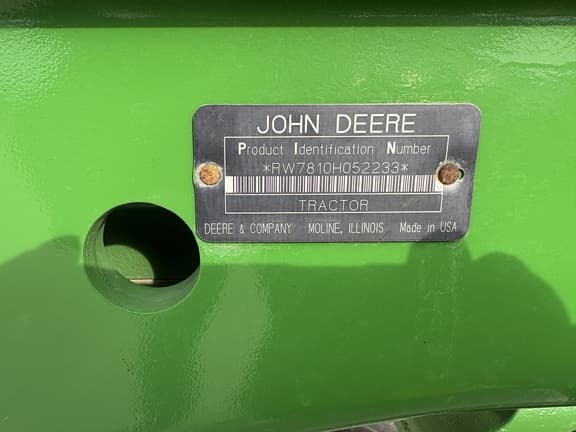 JOHN DEERE
Product Identification Number
*RW7810H052233*
TRACTOR
DEERE & COMPANY MOLINE, ILLINOIS Made in USA